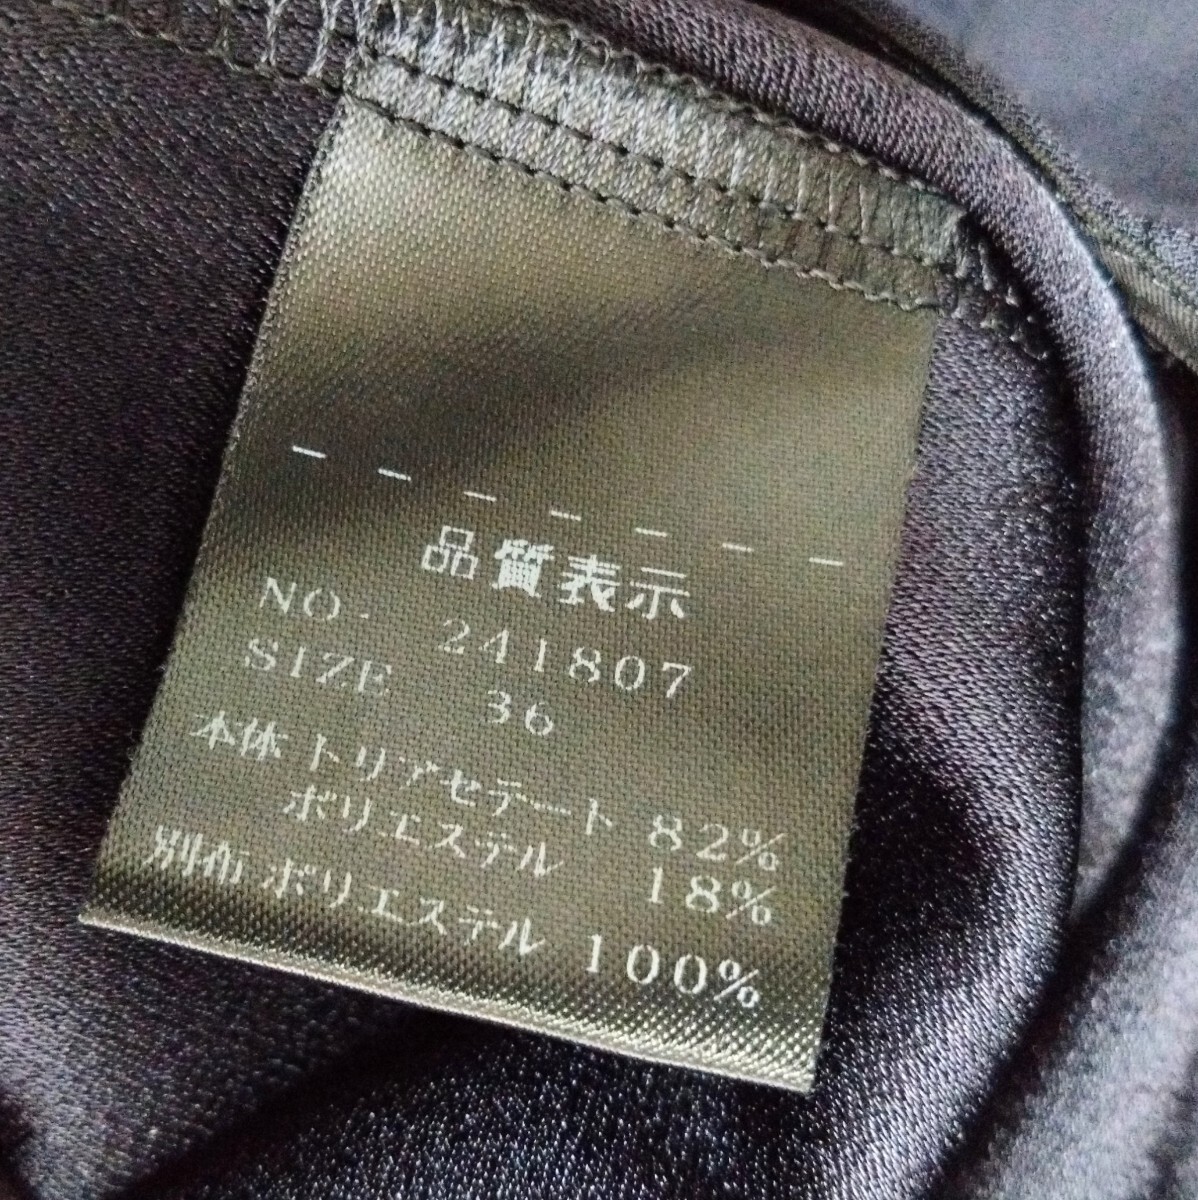 品質表示
NO. 241807
SIZE 36
本体 トリアセテート 82%
ポリエステル 18%
別布 ポリエステル 100%